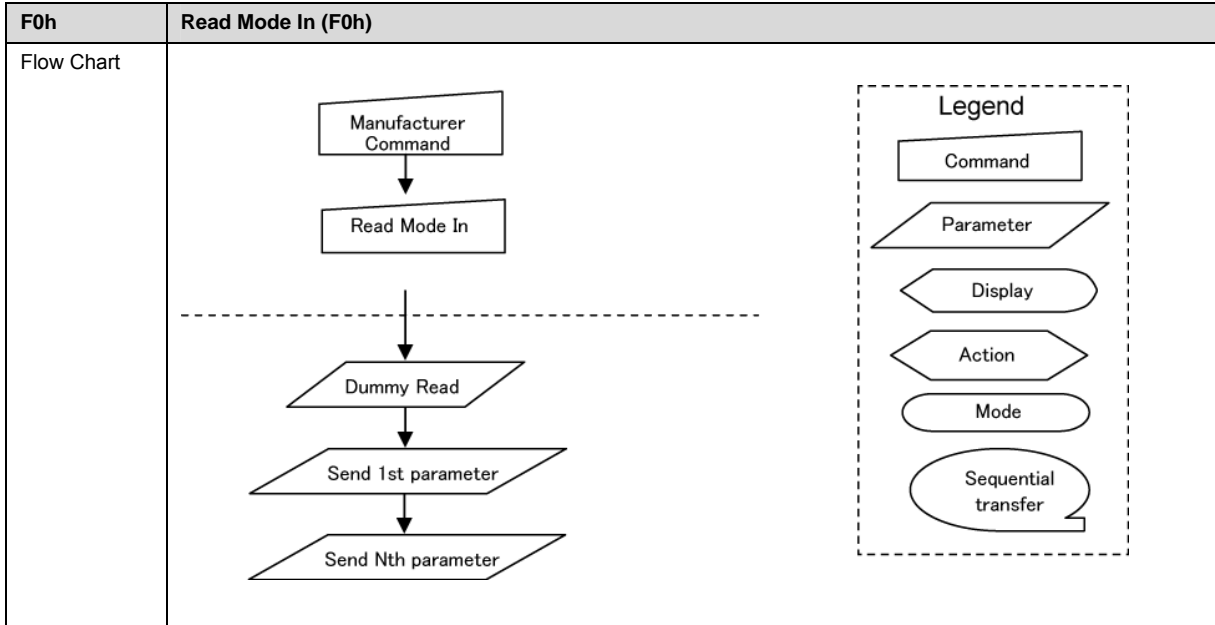 F0h
Read Mode In (F0h)
Flow Chart
Manufacturer
Command
Read Mode In
Dummy Read
Send 1st parameter
Send Nth parameter
Legend
Command
Parameter
Display
Action
Mode
Sequential
transfer